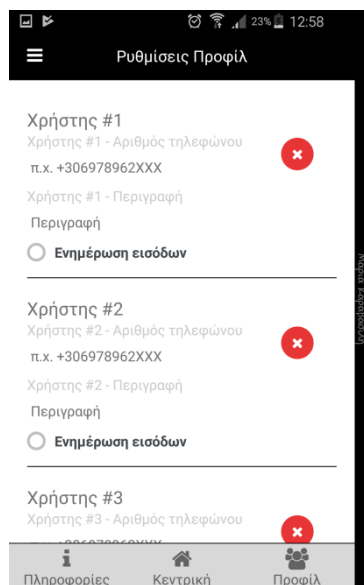 23% 12:58
Ρυθμίσεις Προφίλ
Χρήστης #1
Χρήστης #1 - Αριθμός τηλεφώνου
π.χ. +306978962XXX
Χρήστης #1 - Περιγραφή
Περιγραφή
Ενημέρωση εισόδων
Χρήστης #2
Χρήστης #2 - Αριθμός τηλεφώνου
π.χ. +306978962XXX
Χρήστης #2 - Περιγραφή
Περιγραφή
Ενημέρωση εισόδων
Χρήστης #3
Χρήστης #3 - Αριθμός τηλεφώνου
π.χ. +306978962XXX
Πληροφορίες Κεντρική Προφίλ